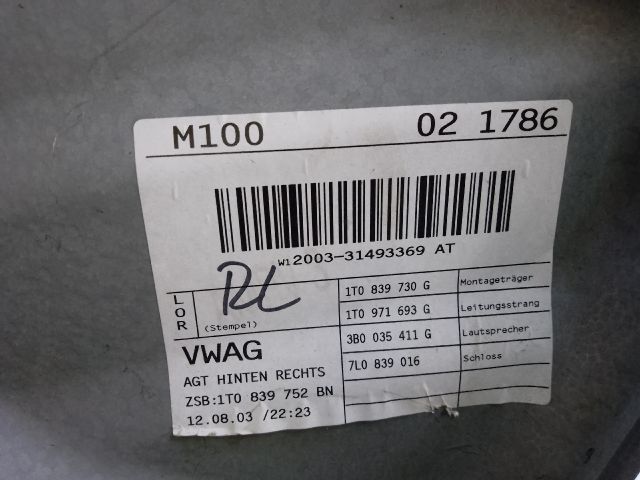 M100 02 1786
W12003-31493369 AT
LOR
RL
(Stempel)
1T0 839 730 G Montageträger
1T0 971 693 G Leitungsstrang
3B0 035 411 G Lautsprecher
7L0 839 016 Schloss
VWAG
AGT HINTEN RECHTS
ZSB:1T0 839 752 BN
12.08.03 /22:23